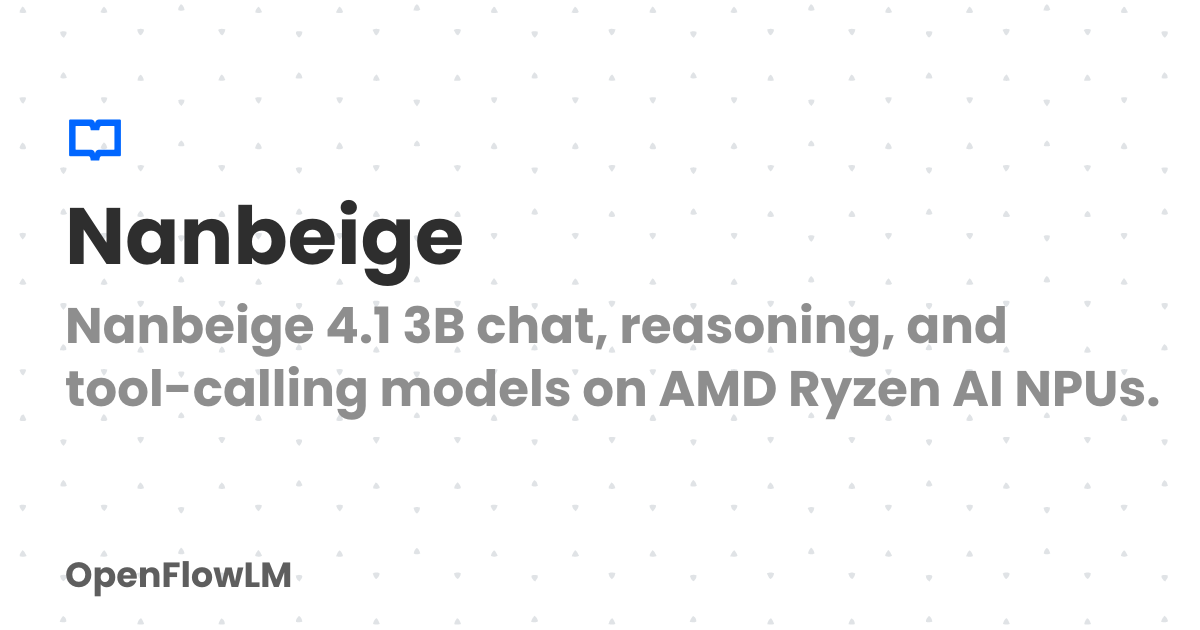 Nanbeige
Nanbeige 4.1 3B chat, reasoning, and
tool-calling models on AMD Ryzen AI NPUs.
OpenFlowLM